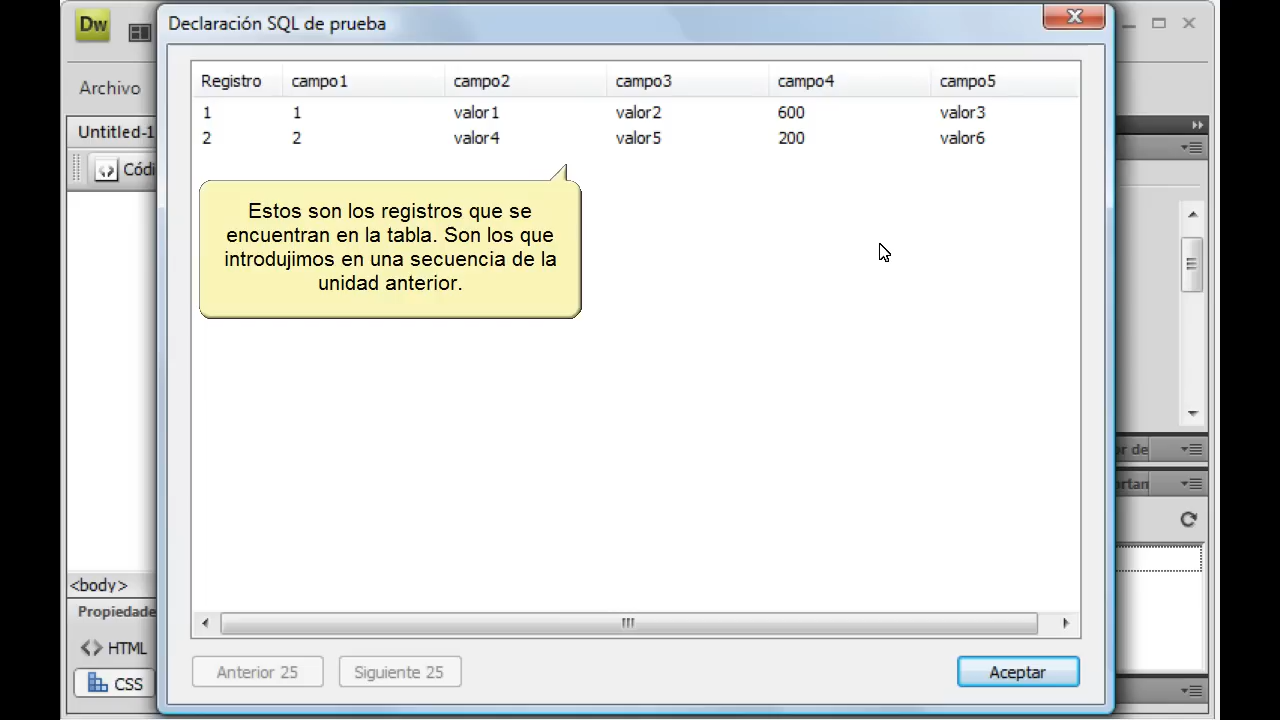 Dw
Declaración SQL de prueba
Archivo
Untitled-1
Códi
Registro campo1 campo2 campo3 campo4 campo5
1 1 valor1 valor2 600 valor3
2 2 valor4 valor5 200 valor6
Estos son los registros que se
encuentran en la tabla. Son los que
introdujimos en una secuencia de la
unidad anterior.
or de
ortan
<body>
Propiedade
HTML
CSS
Anterior 25 Siguiente 25 Aceptar